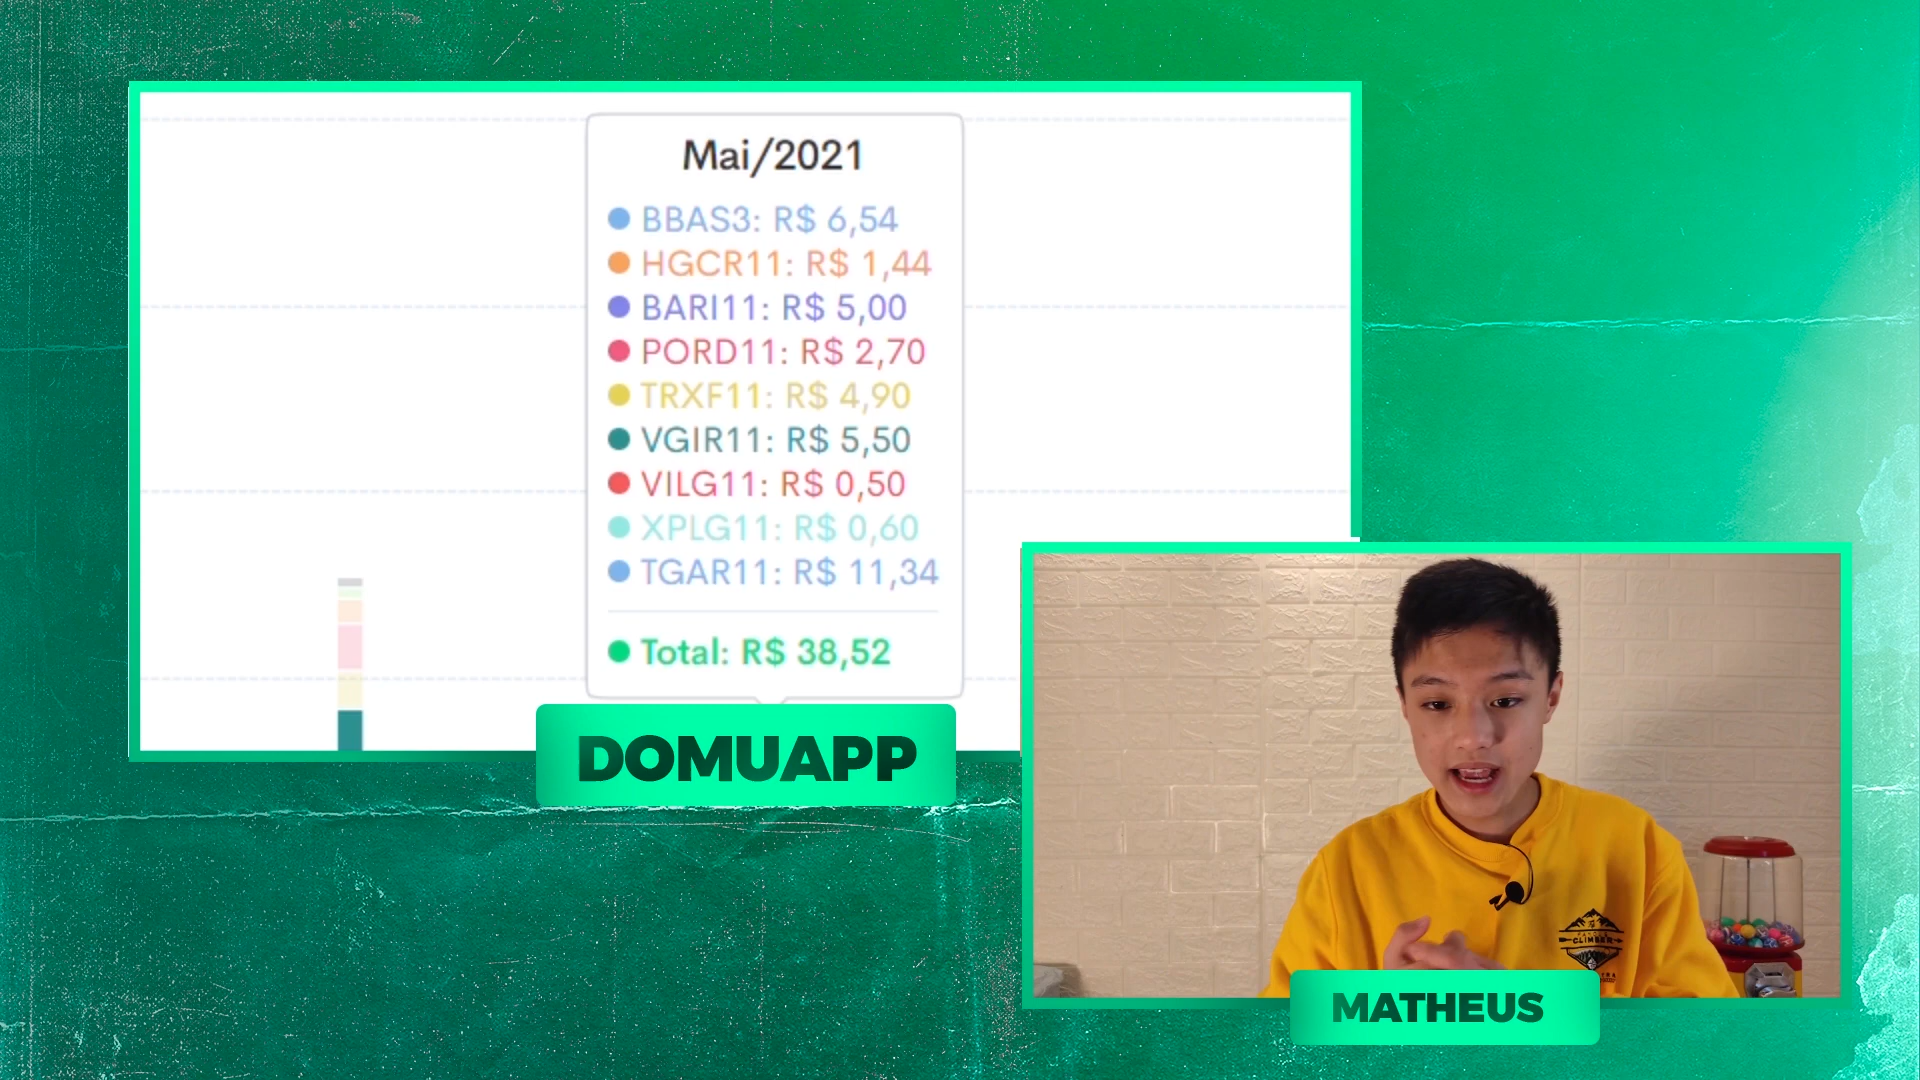 Mai/2021
BBAS3: R$ 6,54
HGCR11: R$ 1,44
BARI11: R$ 5,00
PORD11: R$ 2,70
TRXF11: R$ 4,90
VGIR11: R$ 5,50
VILG11: R$ 0,50
XPLG11: R$ 0,60
TGAR11: R$ 11,34
Total: R$ 38,52
DOMUAPP
CLIMBER
MATHEUS